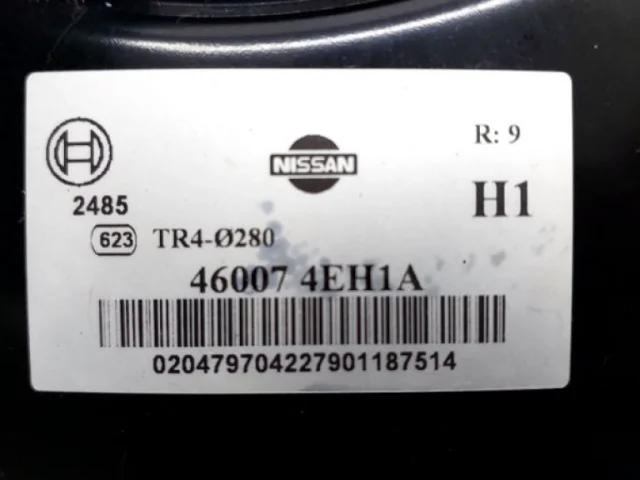 R: 9
NISSAN
H1
2485
623 TR4-Ø280
46007 4EH1A
020479704227901187514